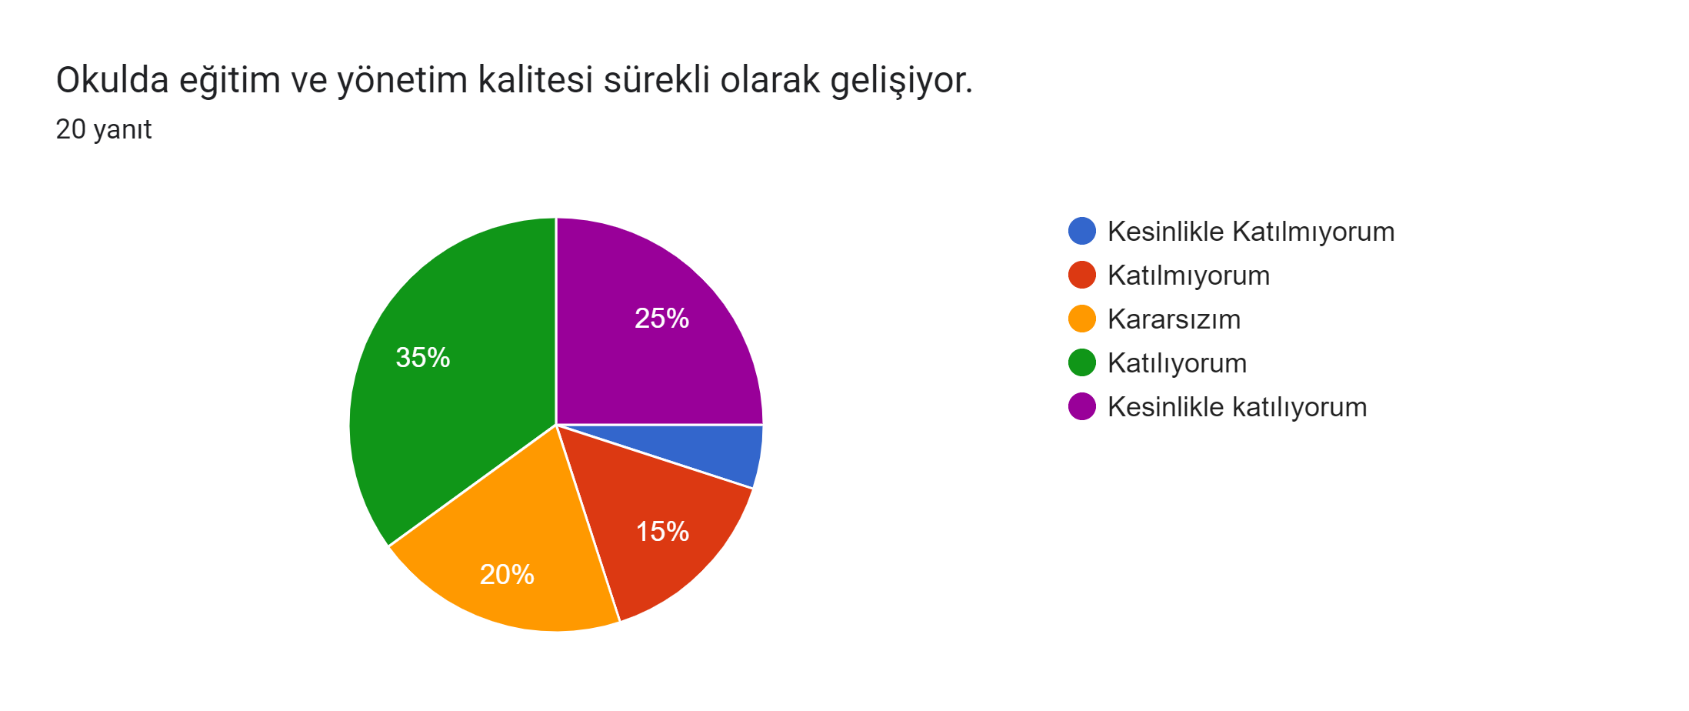 Okulda eğitim ve yönetim kalitesi sürekli olarak gelişiyor.
20 yanıt
25%
35%
15%
20%
Kesinlikle Katılmıyorum
Katılmıyorum
Kararsızım
Katılıyorum
Kesinlikle katılıyorum